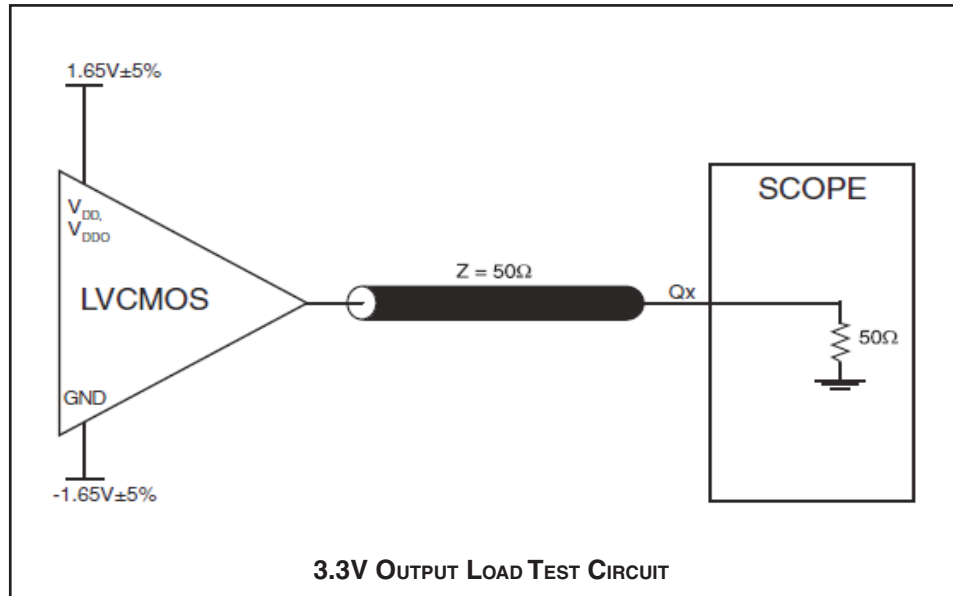 1.65V±5%
SCOPE
VDD,
VDDO
Z = 50Ω
LVCMOS
Qx
50Ω
GND
-1.65V±5%
3.3V OUTPUT LOAD TEST CIRCUIT